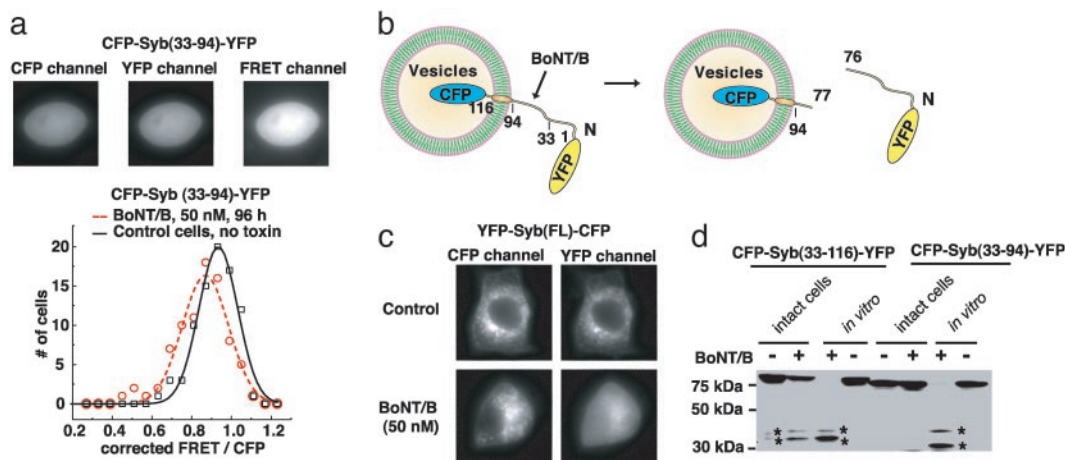 a
CFP-Syb(33-94)-YFP
CFP channel YFP channel FRET channel
CFP-Syb (33-94)-YFP
BoNT/B, 50 nM, 96 h
Control cells, no toxin
20
15
10
5
0
# of cells
0.2 0.4 0.6 0.8 1.0 1.2
corrected FRET / CFP
b
Vesicles
CFP
116
94
33
1
N
YFP
BoNT/B
Vesicles
CFP
94
77
76
N
YFP
c
YFP-Syb(FL)-CFP
CFP channel YFP channel
Control
BoNT/B
(50 nM)
d
CFP-Syb(33-116)-YFP CFP-Syb(33-94)-YFP
intact cells in vitro intact cells in vitro
BoNT/B - + + - - + + -
75 kDa
50 kDa
30 kDa
* * * *
* * *